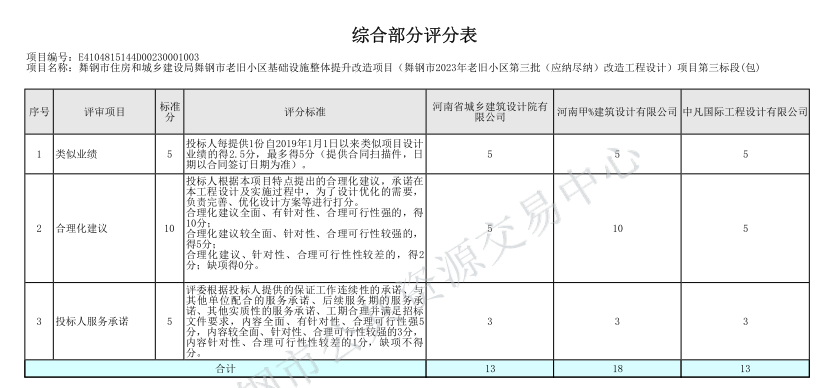 综合部分评分表
项目编号: E4104815144D00230001003
项目名称: 舞钢市住房和城乡建设局舞钢市老旧小区基础设施整体提升改造项目(舞钢市2023年老旧小区第三批(应纳尽纳)改造工程设计)项目第三标段(包)
序号 评审项目 标准分 评分标准 河南省城乡建筑设计院有限公司 河南甲%建筑设计有限公司 中凡国际工程设计有限公司
1 类似业绩 5
投标人每提供1份自2019年1月1日以来类似项目设计
业绩的得2.5分，最多得5分（提供合同扫描件，日
期以合同签订日期为准）。
5 5 5
2 合理化建议 10
投标人根据本项目特点提出的合理化建议，承诺在
本工程设计及实施过程中，为了设计优化的需要，
负责完善、优化设计方案等进行打分。
合理化建议全面、有针对性、合理可行性强的，得
10分；
合理化建议较全面、针对性、合理可行性较强的，
得5分；
合理化建议、针对性、合理可行性性较差的，得2
分；缺项得0分。
5 10 5
3 投标人服务承诺 5
评委根据投标人提供的保证工作连续性的承诺、与
其他单位配合的服务承诺、后续服务期的服务承
诺、其他实质性的服务承诺、工期合理并满足招标
文件要求，内容全面、有针对性、合理可行性强5
分，内容较全面、针对性、合理可行性较强的3分，
内容针对性、合理可行性性较差的1分，缺项不得
分。
3 3 3
合计 13 18 13